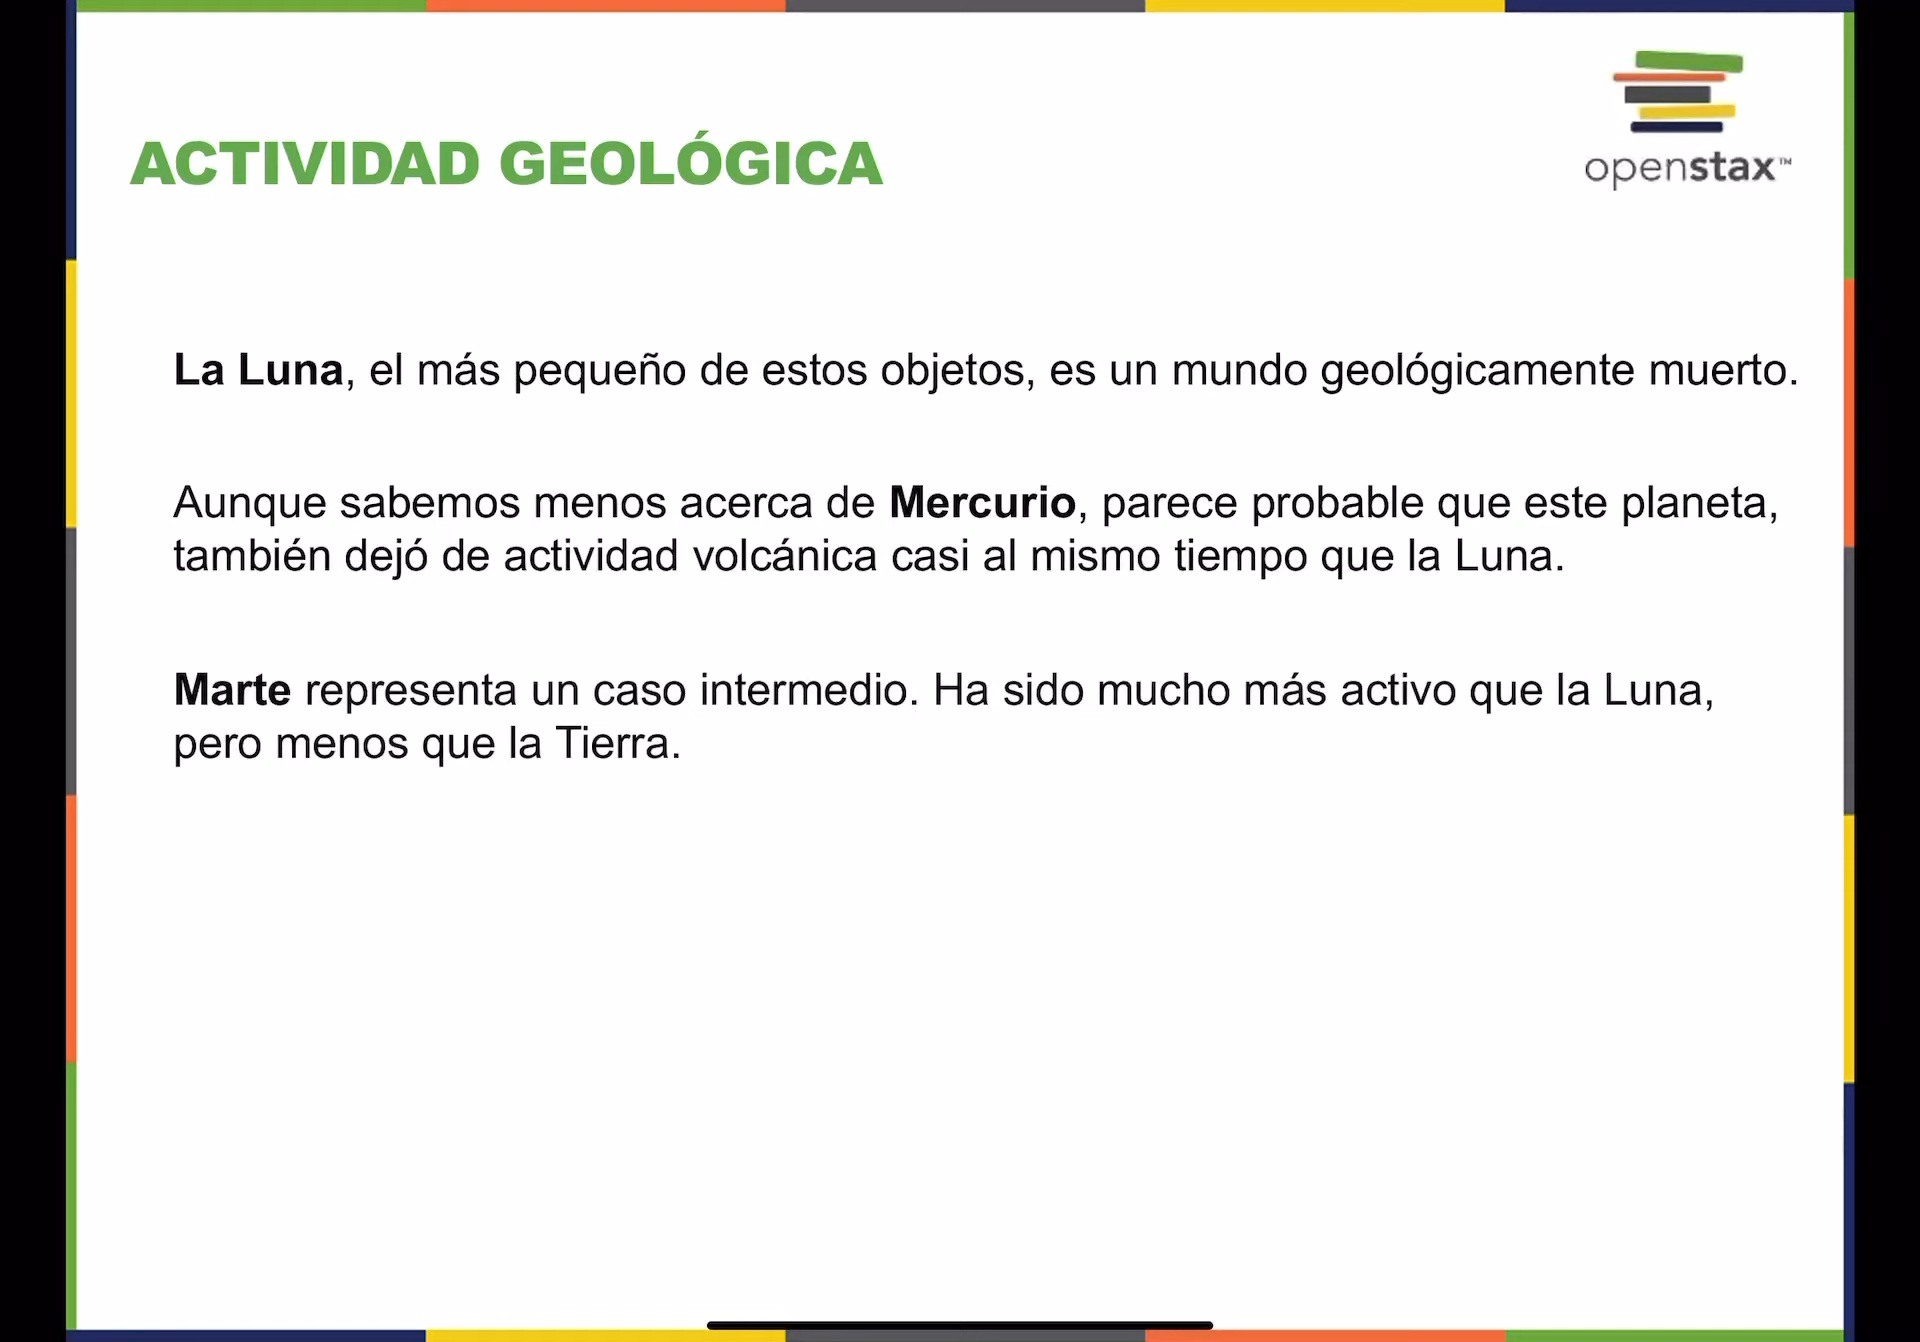 openstax™
ACTIVIDAD GEOLÓGICA
La Luna, el más pequeño de estos objetos, es un mundo geológicamente muerto.
Aunque sabemos menos acerca de Mercurio, parece probable que este planeta,
también dejó de actividad volcánica casi al mismo tiempo que la Luna.
Marte representa un caso intermedio. Ha sido mucho más activo que la Luna,
pero menos que la Tierra.